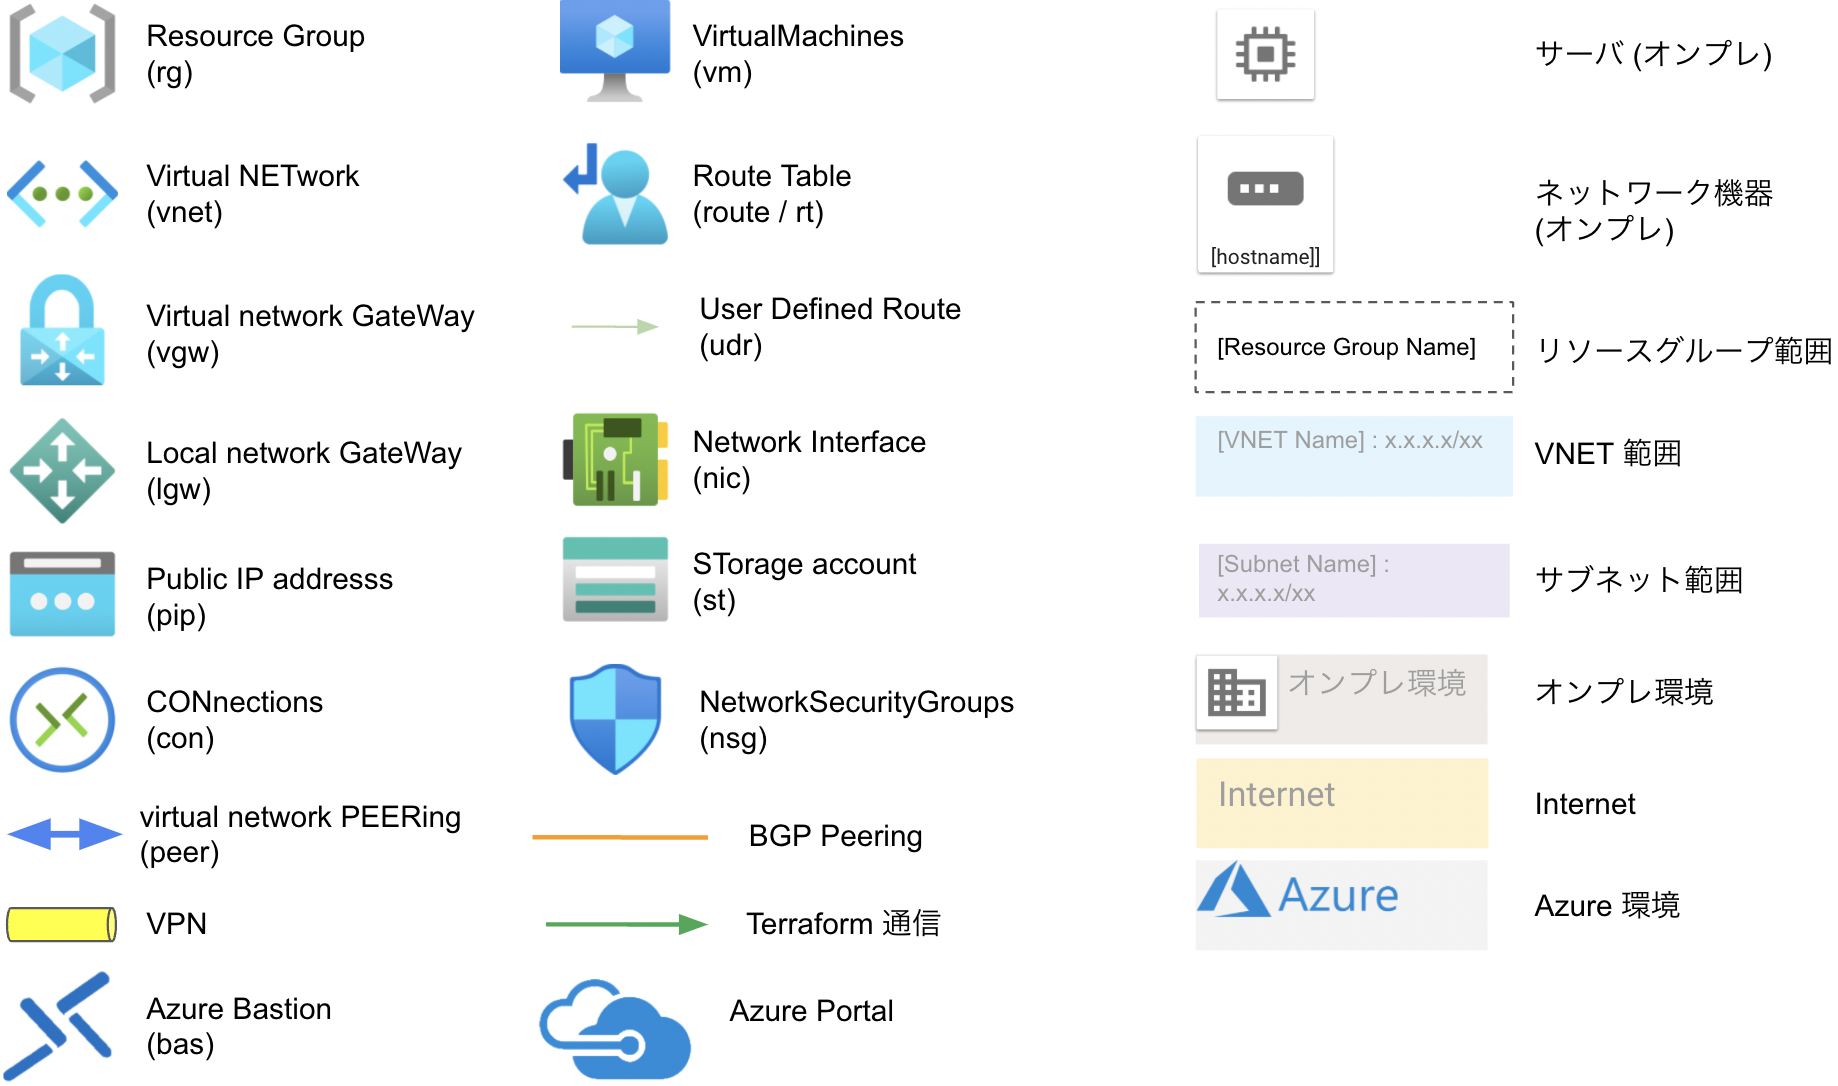 Resource Group
(rg)
Virtual NETwork
(vnet)
Virtual network GateWay
(vgw)
Local network GateWay
(lgw)
Public IP addresss
(pip)
CONnections
(con)
virtual network PEERing
(peer)
VPN
Azure Bastion
(bas)
VirtualMachines
(vm)
Route Table
(route / rt)
User Defined Route
(udr)
Network Interface
(nic)
STorage account
(st)
NetworkSecurityGroups
(nsg)
BGP Peering
Terraform 通信
Azure Portal
サーバ (オンプレ)
[hostname]]
ネットワーク機器
(オンプレ)
[Resource Group Name]
リソースグループ範囲
[VNET Name] : x.x.x.x/xx
VNET 範囲
[Subnet Name] :
x.x.x.x/xx
サブネット範囲
オンプレ環境
オンプレ環境
Internet
Internet
Azure
Azure 環境